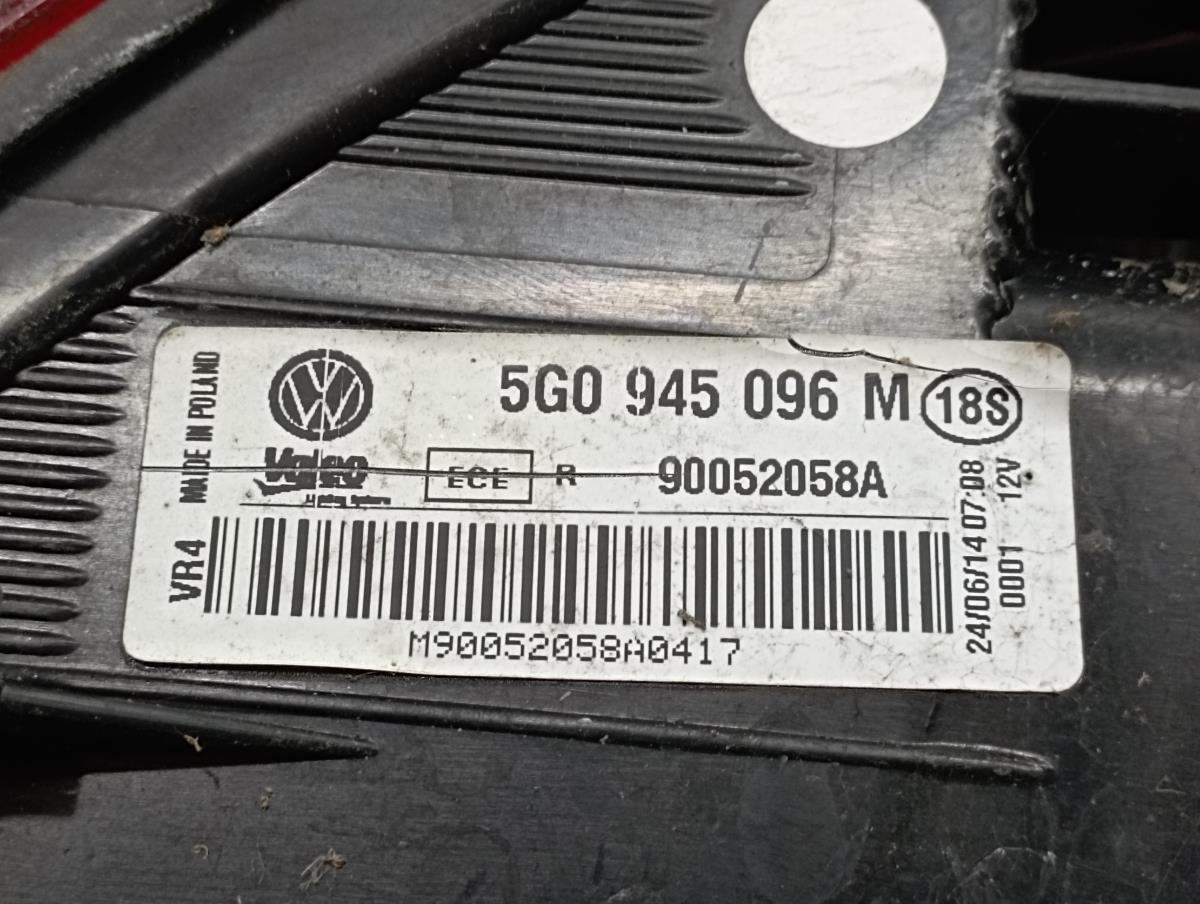 MADE IN POLAND
5G0 945 096 M 18S
Valeo
ECE R 90052058A
VR4
M90052058A0417
24/06/14 07:08
0001 12V